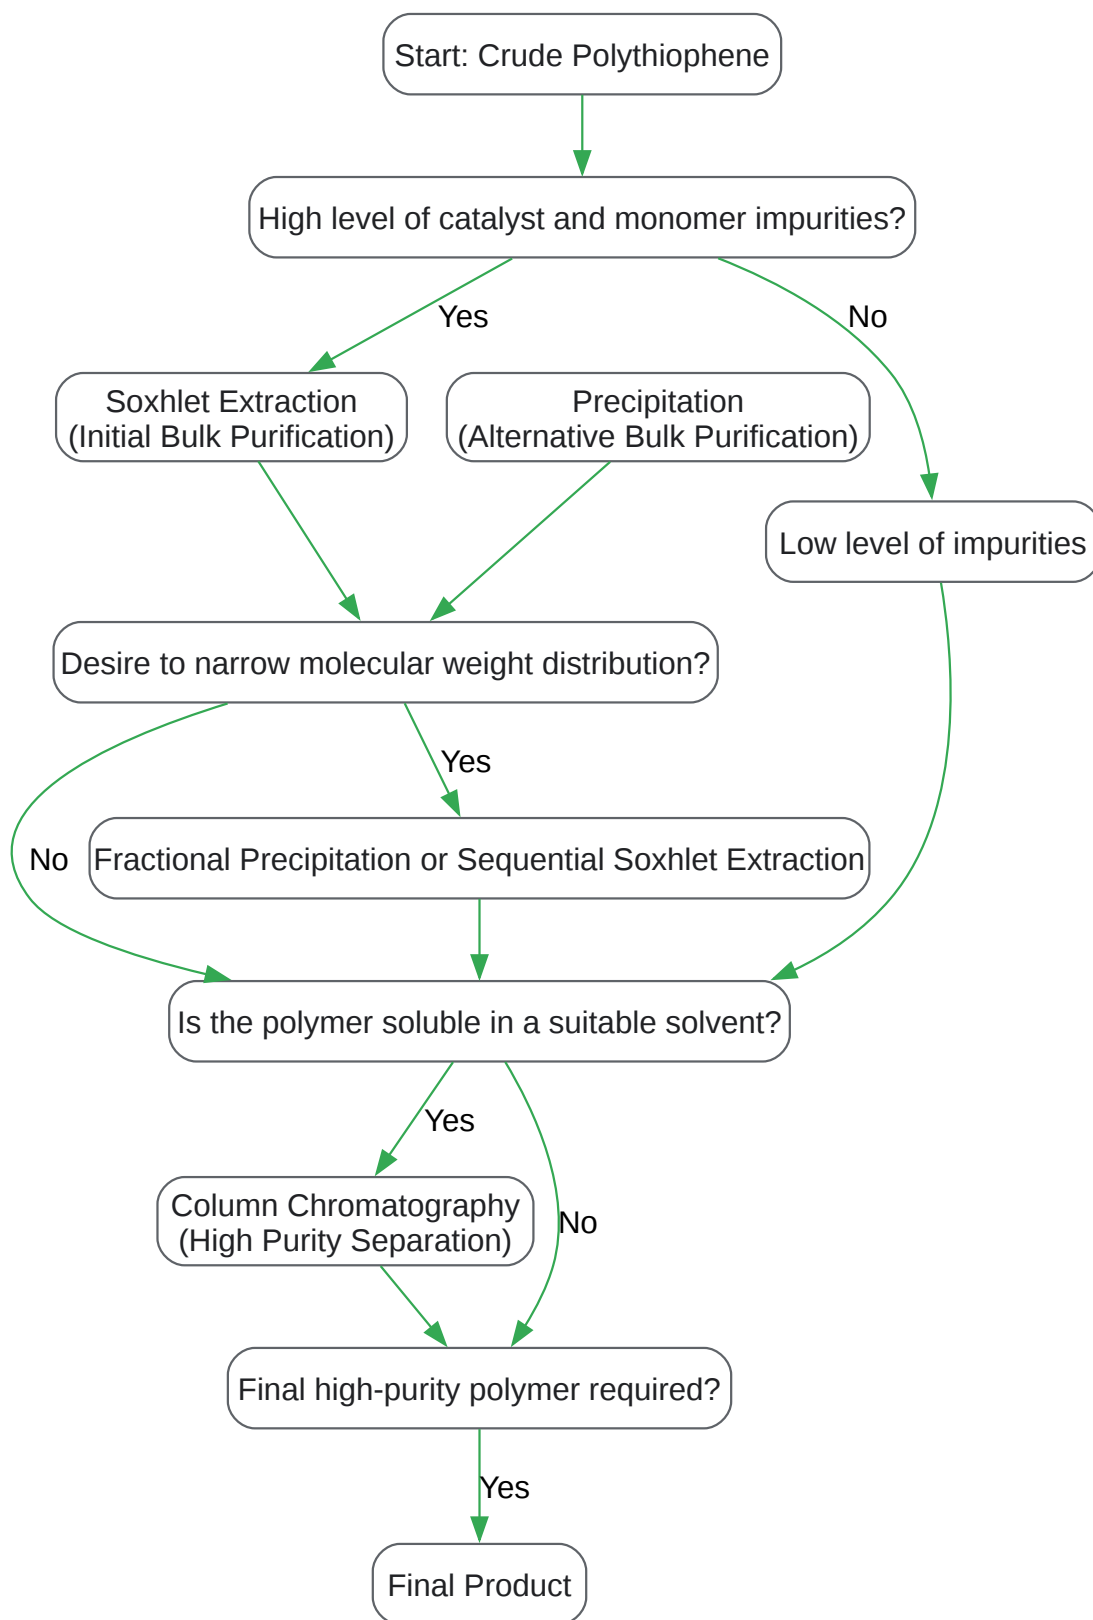 Start: Crude Polythiophene
High level of catalyst and monomer impurities?
Yes
No
Soxhlet Extraction
(Initial Bulk Purification)
Precipitation
(Alternative Bulk Purification)
Low level of impurities
Desire to narrow molecular weight distribution?
Yes
No
Fractional Precipitation or Sequential Soxhlet Extraction
Is the polymer soluble in a suitable solvent?
Yes
Column Chromatography
(High Purity Separation)
No
Final high-purity polymer required?
Yes
Final Product